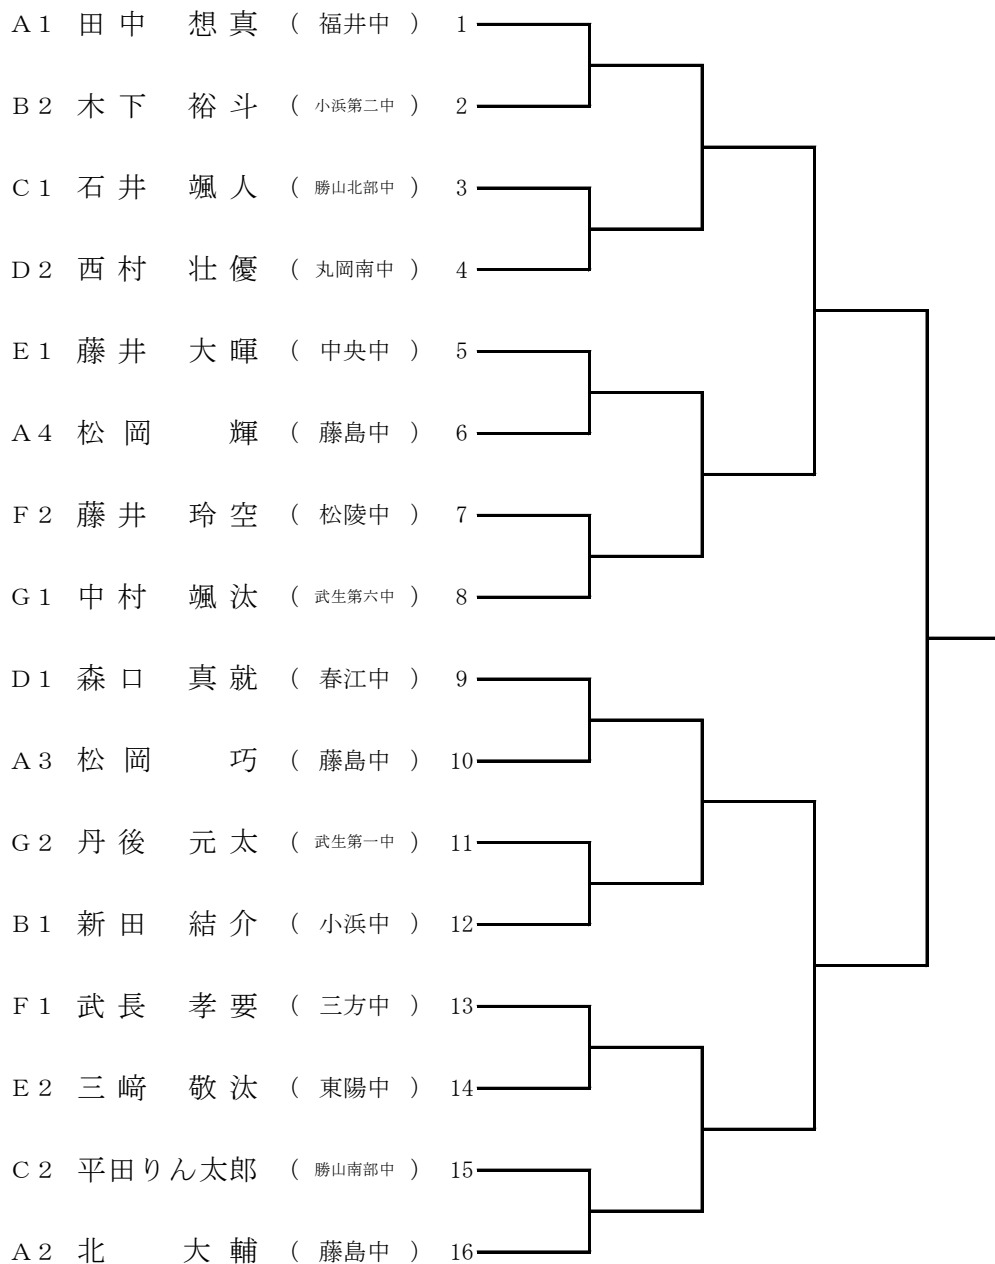 A1 田中 想真 ( 福井中 ) 1
B2 木下 裕斗 ( 小浜第二中 ) 2
C1 石井 颯人 ( 勝山北部中 ) 3
D2 西村 壮優 ( 丸岡南中 ) 4
E1 藤井 大暉 ( 中央中 ) 5
A4 松岡 輝 ( 藤島中 ) 6
F2 藤井 玲空 ( 松陵中 ) 7
G1 中村 颯汰 ( 武生第六中 ) 8
D1 森口 真就 ( 春江中 ) 9
A3 松岡 巧 ( 藤島中 ) 10
G2 丹後 元太 ( 武生第一中 ) 11
B1 新田 結介 ( 小浜中 ) 12
F1 武長 孝要 ( 三方中 ) 13
E2 三﨑 敬汰 ( 東陽中 ) 14
C2 平田りん太郎 ( 勝山南部中 ) 15
A2 北 大輔 ( 藤島中 ) 16